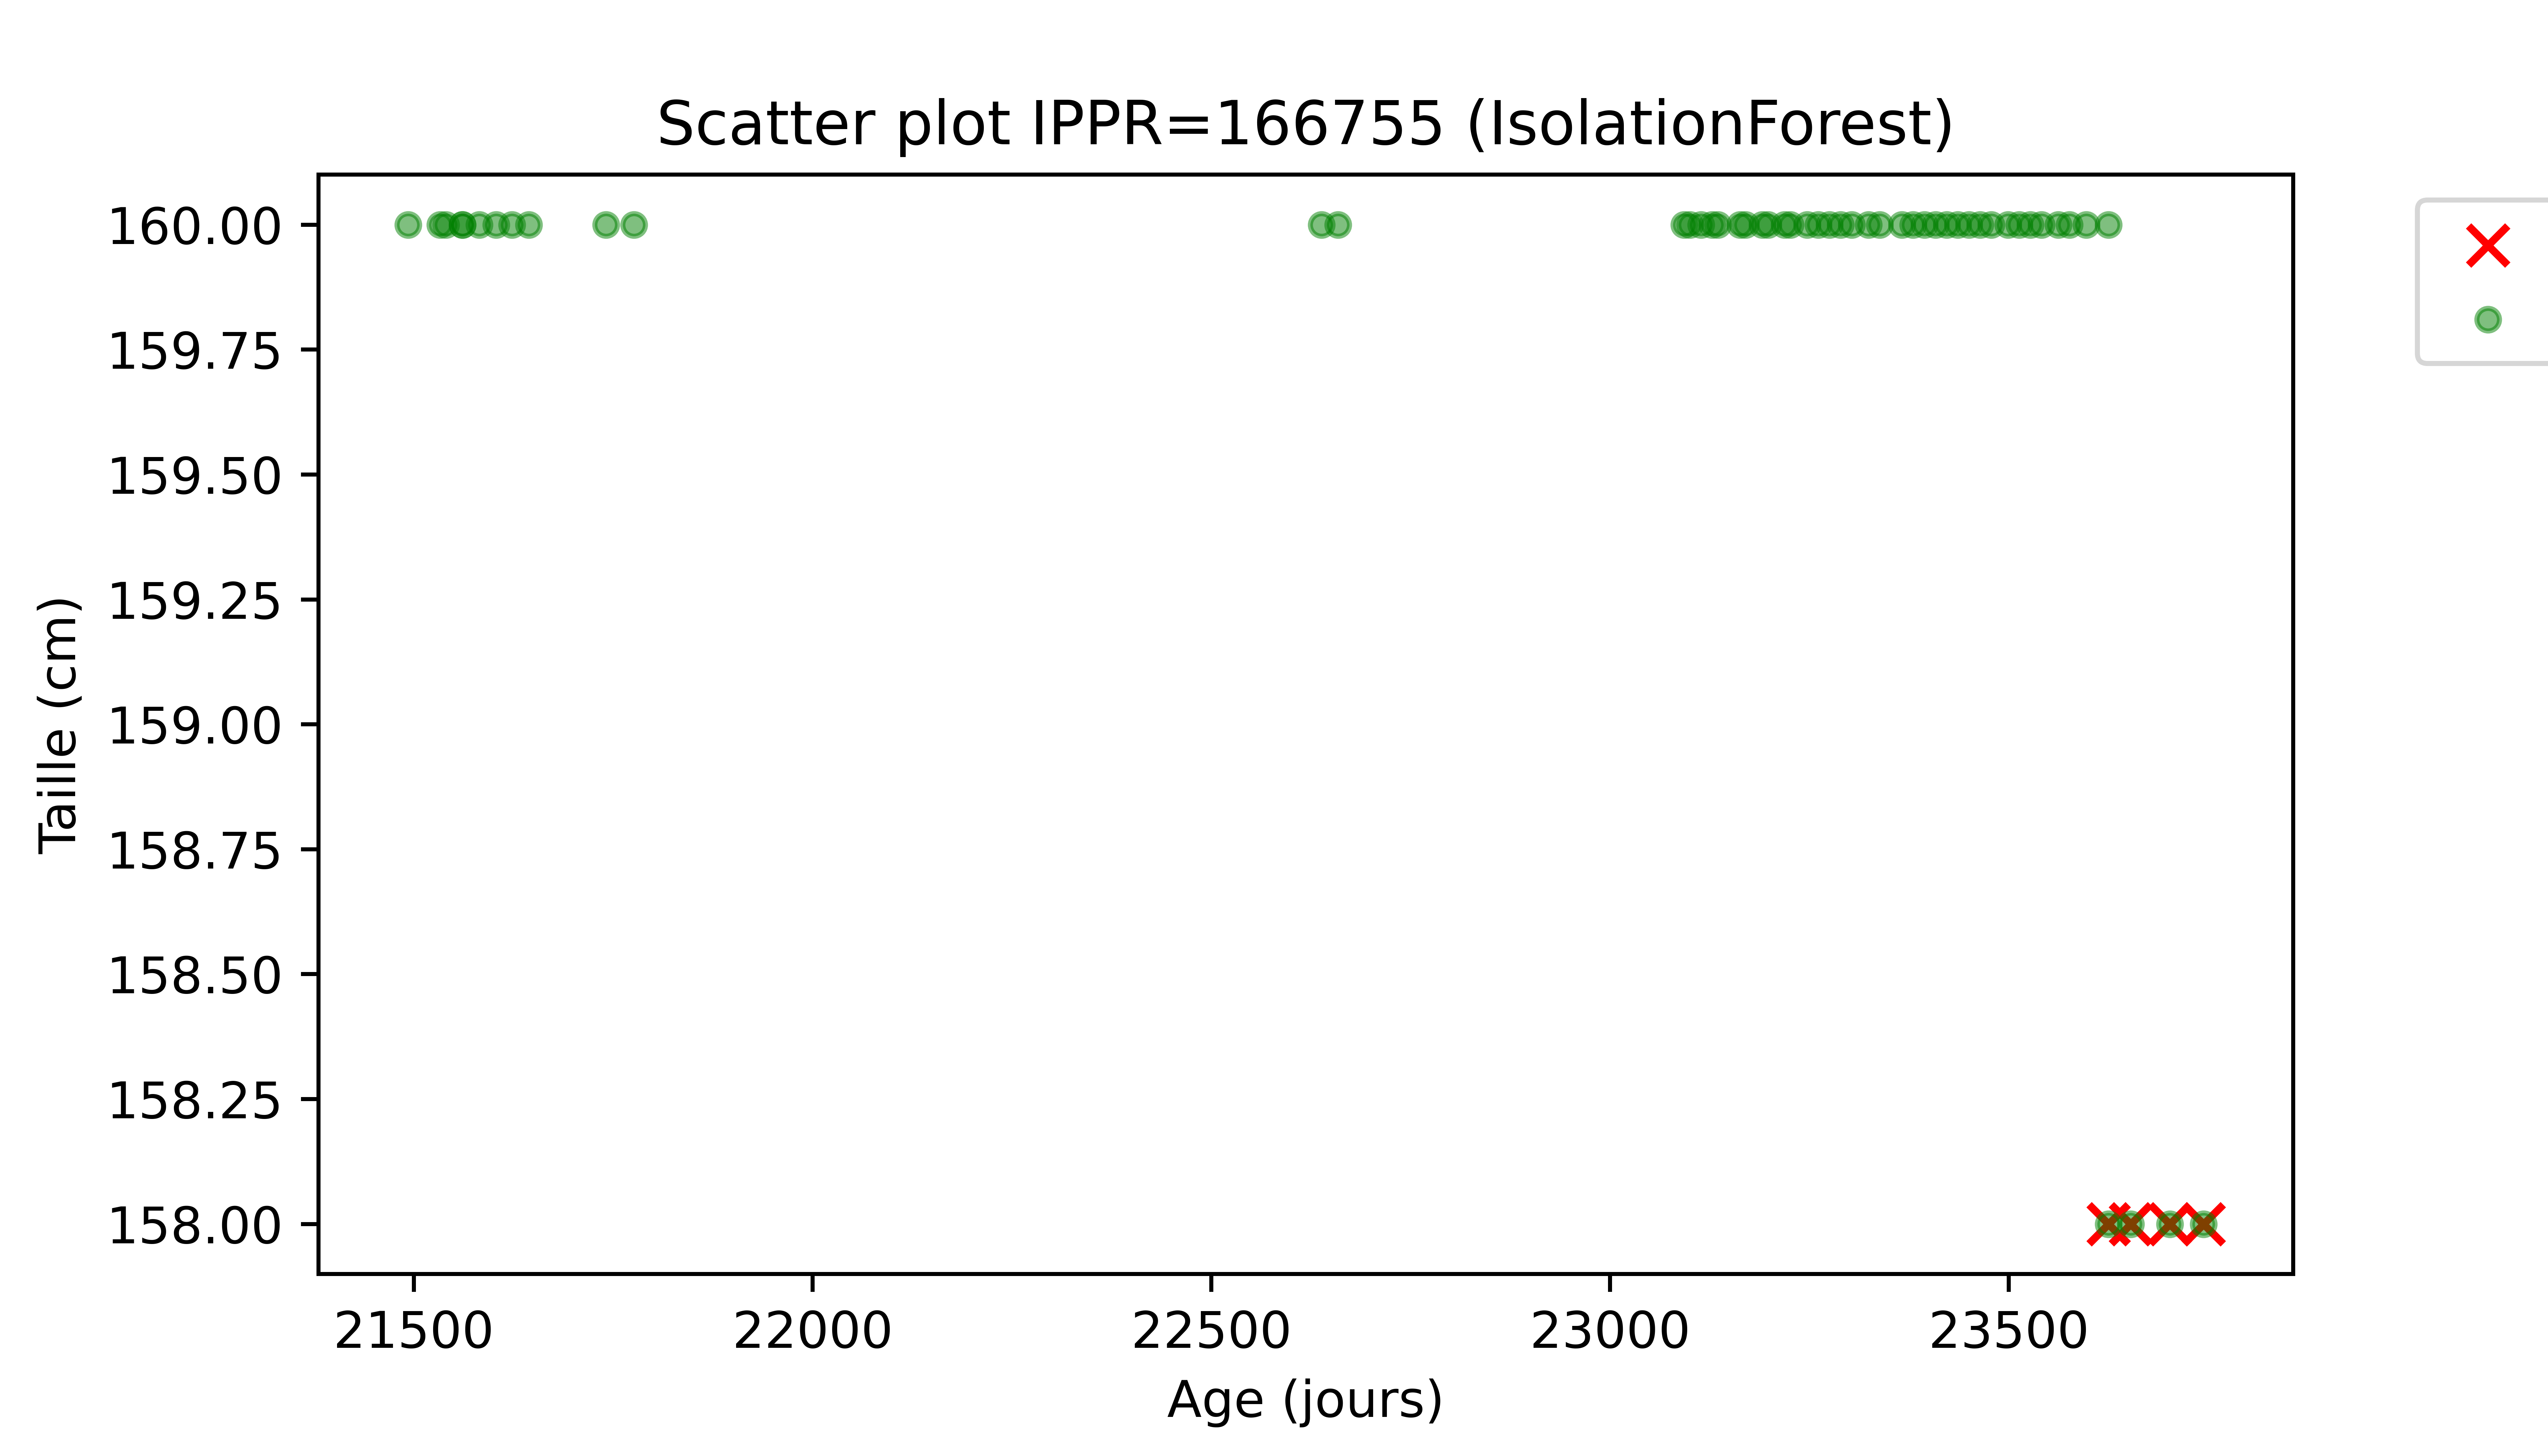 Scatter plot IPPR=166755 (IsolationForest)
160.00
159.75
159.50
159.25
159.00
158.75
158.50
158.25
158.00
Taille (cm)
21500 22000 22500 23000 23500
Age (jours)